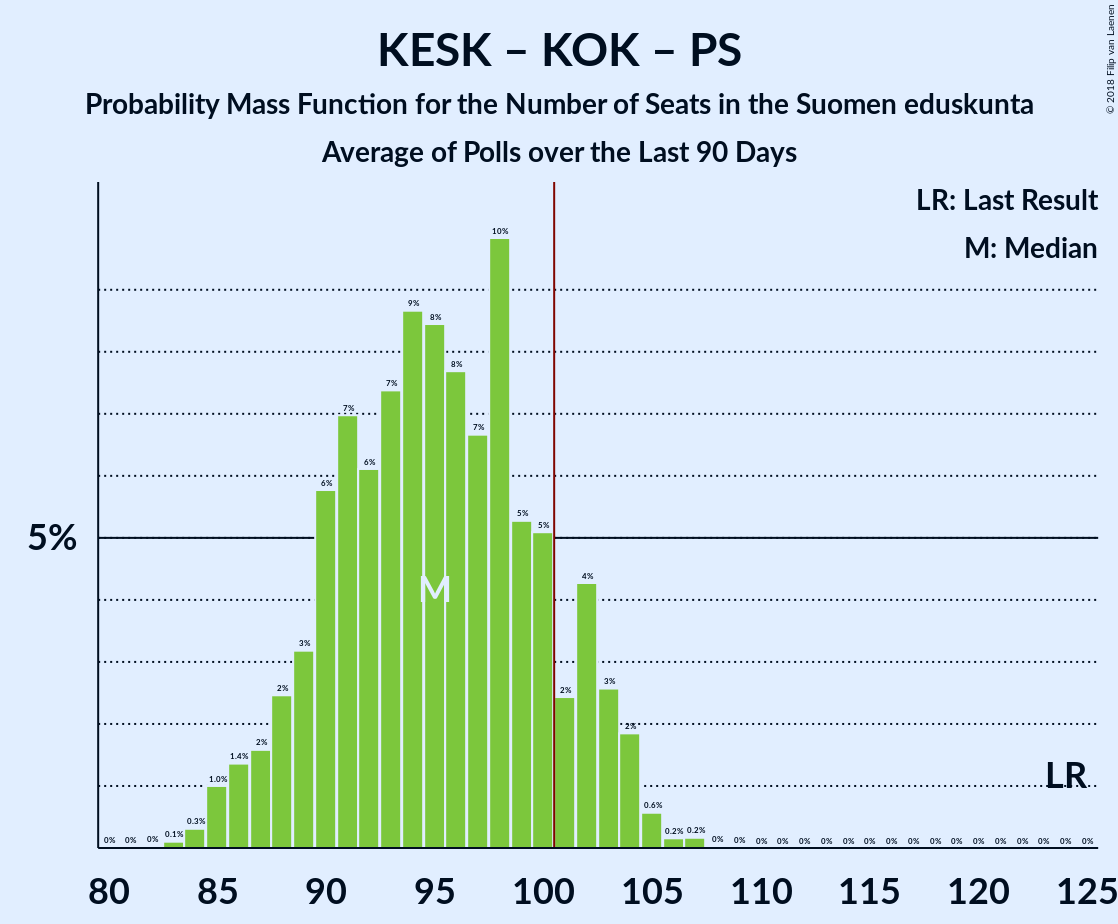 © 2018 Filip van Laenen
KESK – KOK – PS
Probability Mass Function for the Number of Seats in the Suomen eduskunta
Average of Polls over the Last 90 Days
LR: Last Result
M: Median
5%
0% 0% 0% 0.1% 0.3% 1.0% 1.4% 2% 2% 3% 6% 7% 6% 7% 9% 8% 8% 7% 10% 5% 5% 2% 4% 3% 2% 0.6% 0.2% 0.2% 0% 0% 0% 0% 0% 0% 0% 0% 0% 0% 0% 0% 0% 0% 0% 0% 0% 0%
M
LR
80 85 90 95 100 105 110 115 120 125